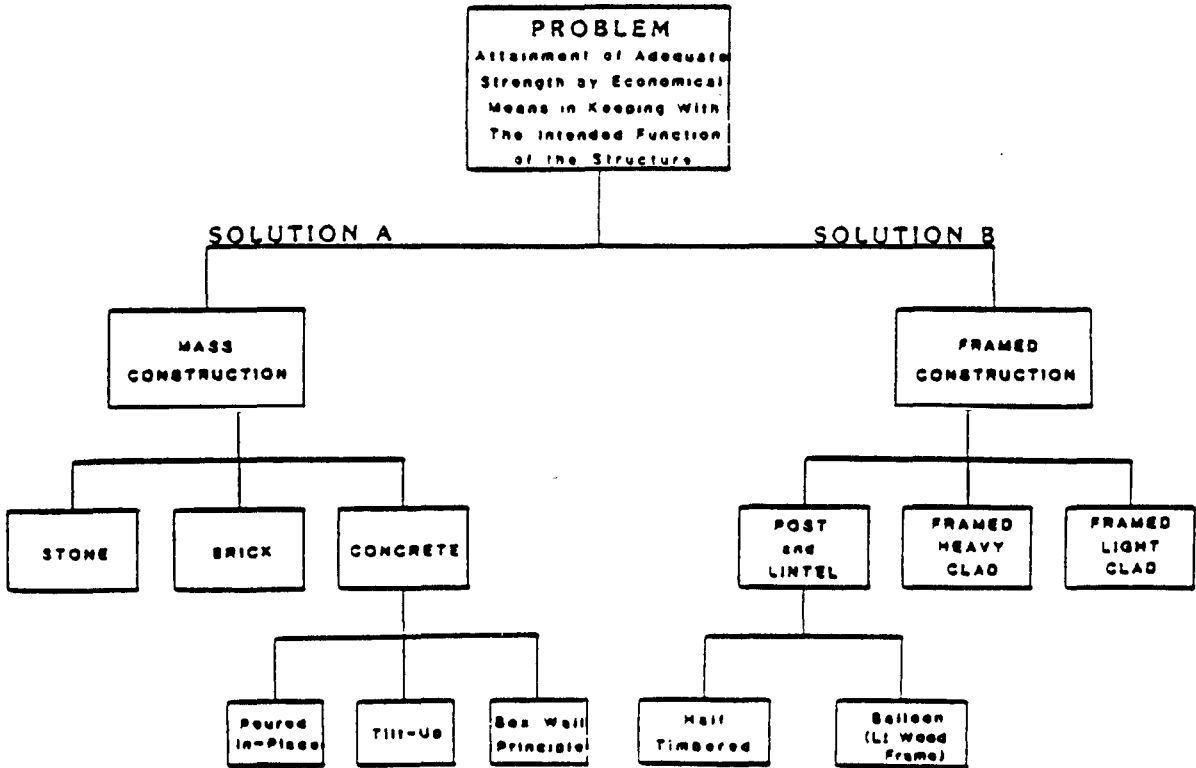 PROBLEM
Attainment of Adequate
Strength by Economical
Means in Keeping With
The Intended Function
of the Structure
SOLUTION A
SOLUTION B
MASS
CONSTRUCTION
FRAMED
CONSTRUCTION
STONE
BRICK
CONCRETE
POST
and
LINTEL
FRAMED
HEAVY
CLAD
FRAMED
LIGHT
CLAD
Poured
In-Place
Tilt-Up
Box Wall
Principle
Half
Timbered
Balloon
(Lt Wood
Frame)